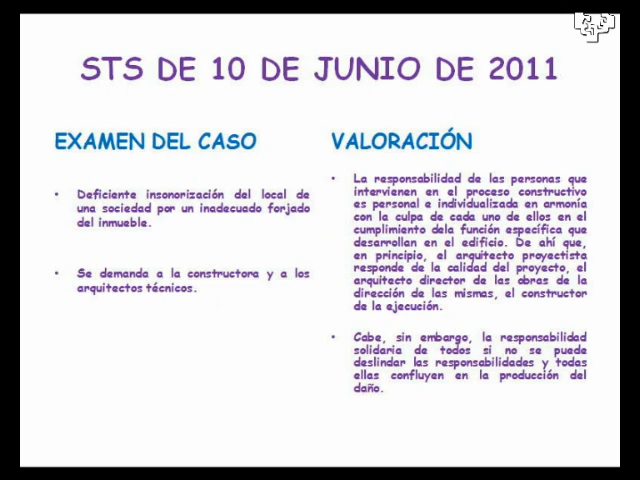 STS DE 10 DE JUNIO DE 2011
EXAMEN DEL CASO
• Deficiente insonorización del local de
una sociedad por un inadecuado forjado
del inmueble.
• Se demanda a la constructora y a los
arquitectos técnicos.
VALORACIÓN
• La responsabilidad de las personas que
intervienen en el proceso constructivo
es personal e individualizada en armonía
con la culpa de cada uno de ellos en el
cumplimiento dela función específica que
desarrollan en el edificio. De ahí que,
en principio, el arquitecto proyectista
responde de la calidad del proyecto, el
arquitecto director de las obras de la
dirección de las mismas, el constructor
de la ejecución.
• Cabe, sin embargo, la responsabilidad
solidaria de todos si no se puede
deslindar las responsabilidades y todas
ellas confluyen en la producción del
daño.